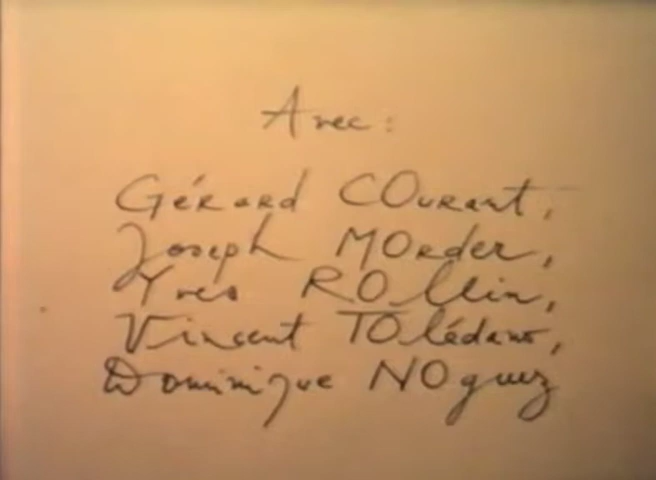 Avec :
Gérard COurant,
Joseph MOrder,
Yves ROllin,
Vincent TOlédano,
Dominique NOguez